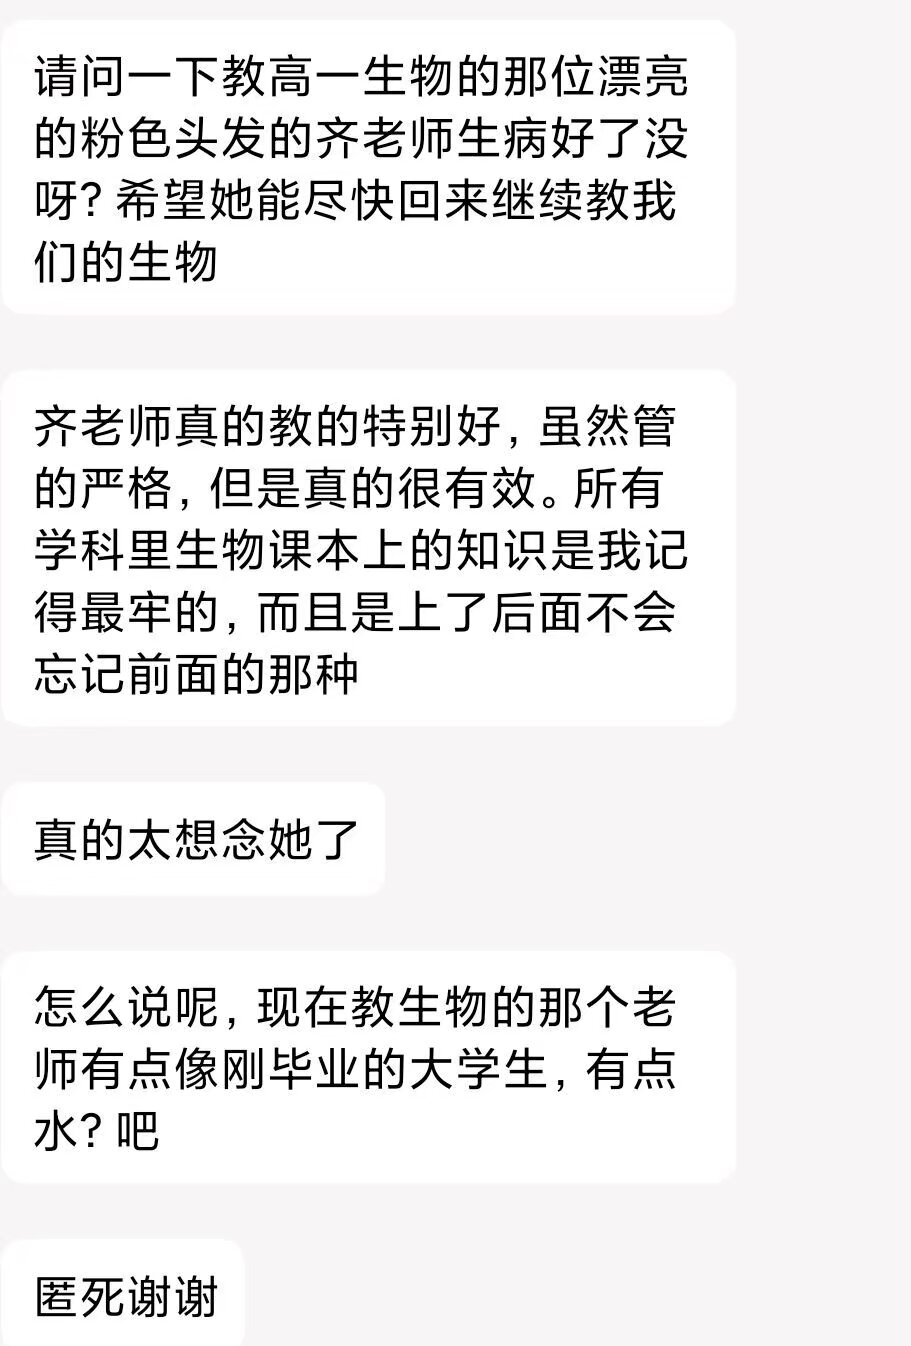 请问一下教高一生物的那位漂亮
的粉色头发的齐老师生病好了没
呀? 希望她能尽快回来继续教我
们的生物
齐老师真的教的特别好, 虽然管
的严格, 但是真的很有效。所有
学科里生物课本上的知识是我记
得最牢的, 而且是上了后面不会
忘记前面的那种
真的太想念她了
怎么说呢, 现在教生物的那个老
师有点像刚毕业的大学生, 有点
水? 吧
匿死谢谢